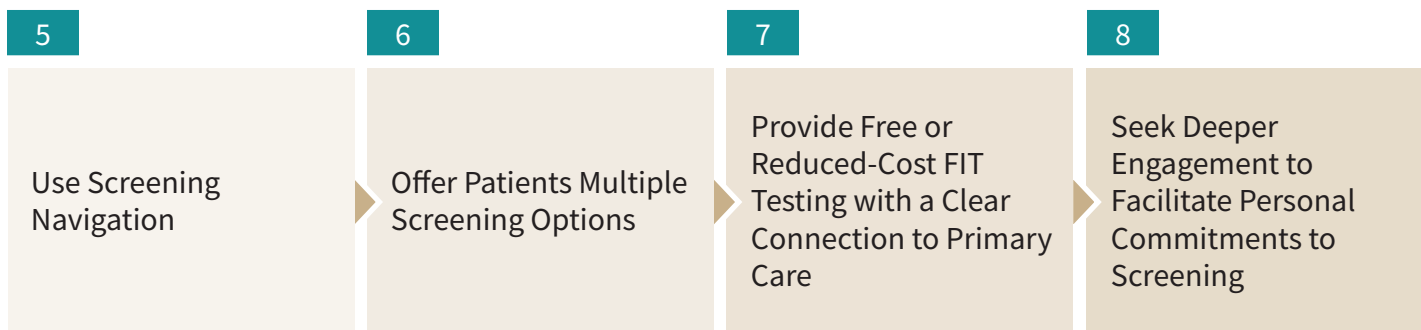 5
Use Screening
Navigation
6
Offer Patients Multiple
Screening Options
7
Provide Free or
Reduced-Cost FIT
Testing with a Clear
Connection to Primary
Care
8
Seek Deeper
Engagement to
Facilitate Personal
Commitments to
Screening